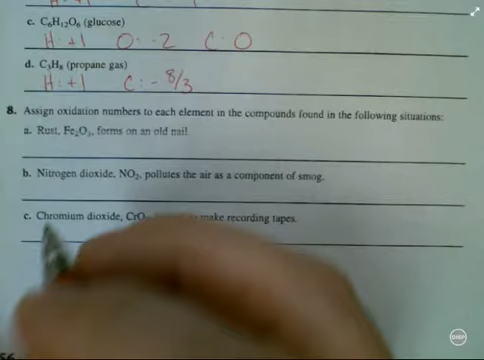 c. C₆H₁₂O₆ (glucose)
H: +1 O: -2 C: O
d. C₃H₈ (propane gas)
H: +1 C: - 8/3
8. Assign oxidation numbers to each element in the compounds found in the following situations:
a. Rust, Fe₂O₃, forms on an old nail.
b. Nitrogen dioxide, NO₂, pollutes the air as a component of smog.
c. Chromium dioxide, CrO make recording tapes.